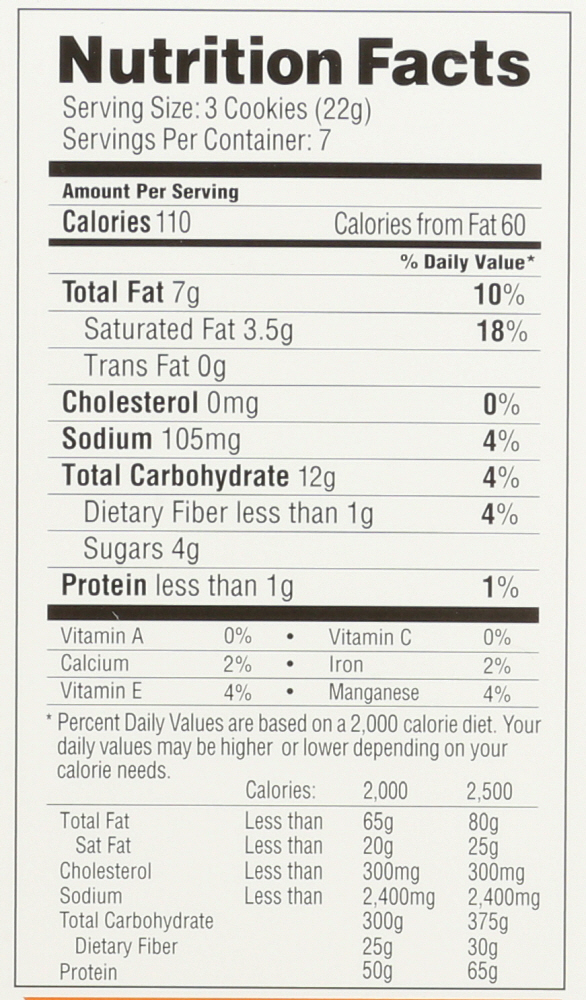 Nutrition Facts
Serving Size: 3 Cookies (22g)
Servings Per Container: 7
Amount Per Serving
Calories 110 Calories from Fat 60
% Daily Value*
Total Fat 7g 10%
Saturated Fat 3.5g 18%
Trans Fat 0g
Cholesterol 0mg 0%
Sodium 105mg 4%
Total Carbohydrate 12g 4%
Dietary Fiber less than 1g 4%
Sugars 4g
Protein less than 1g 1%
Vitamin A 0% • Vitamin C 0%
Calcium 2% • Iron 2%
Vitamin E 4% • Manganese 4%
* Percent Daily Values are based on a 2,000 calorie diet. Your
daily values may be higher or lower depending on your
calorie needs.
Calories: 2,000 2,500
Total Fat Less than 65g 80g
Sat Fat Less than 20g 25g
Cholesterol Less than 300mg 300mg
Sodium Less than 2,400mg 2,400mg
Total Carbohydrate 300g 375g
Dietary Fiber 25g 30g
Protein 50g 65g